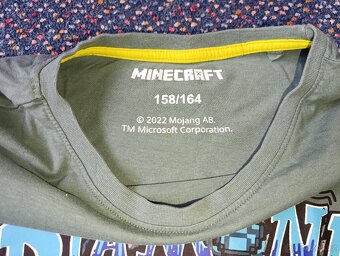 MINECRAFT
158/164
© 2022 Mojang AB.
TM Microsoft Corporation.